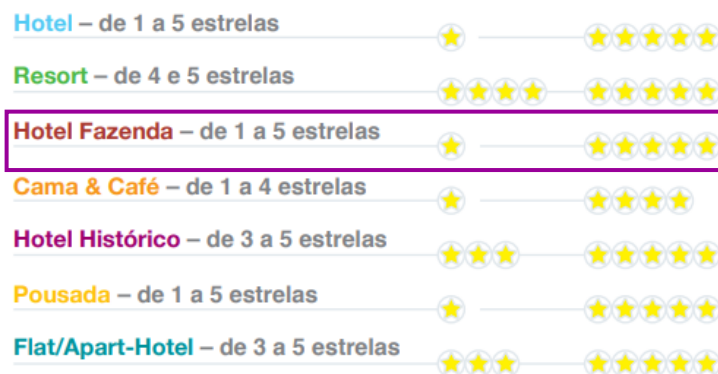 Hotel – de 1 a 5 estrelas
Resort – de 4 e 5 estrelas
Hotel Fazenda – de 1 a 5 estrelas
Cama & Café – de 1 a 4 estrelas
Hotel Histórico – de 3 a 5 estrelas
Pousada – de 1 a 5 estrelas
Flat/Apart-Hotel – de 3 a 5 estrelas